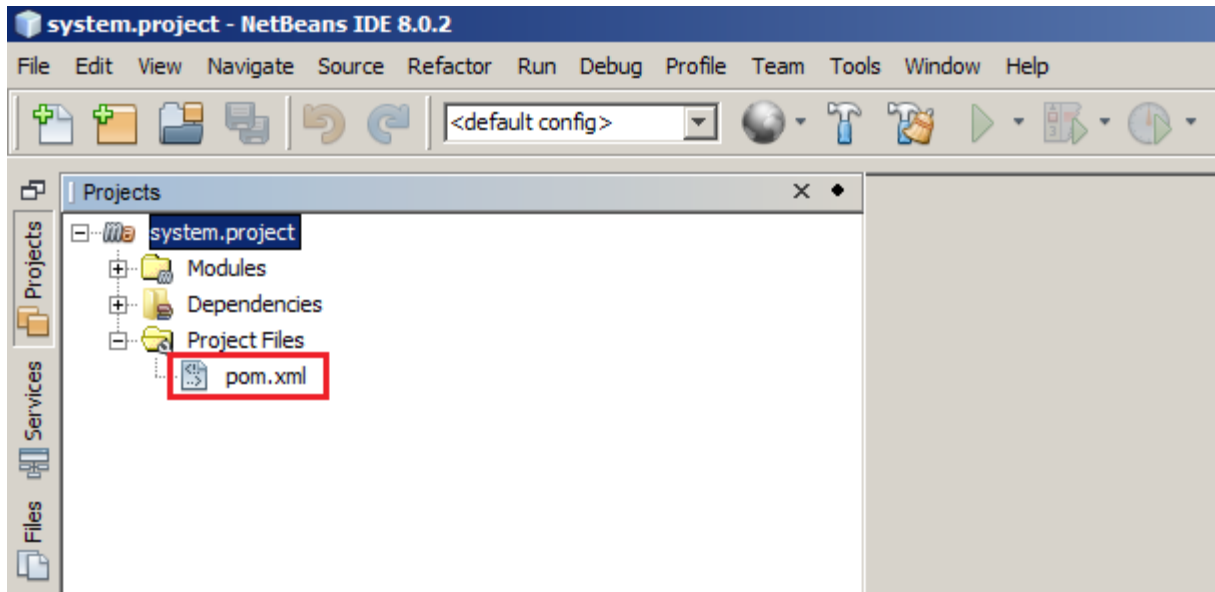 system.project - NetBeans IDE 8.0.2
File Edit View Navigate Source Refactor Run Debug Profile Team Tools Window Help
<default config>
Projects
system.project
Modules
Dependencies
Project Files
pom.xml
Projects
Services
Files